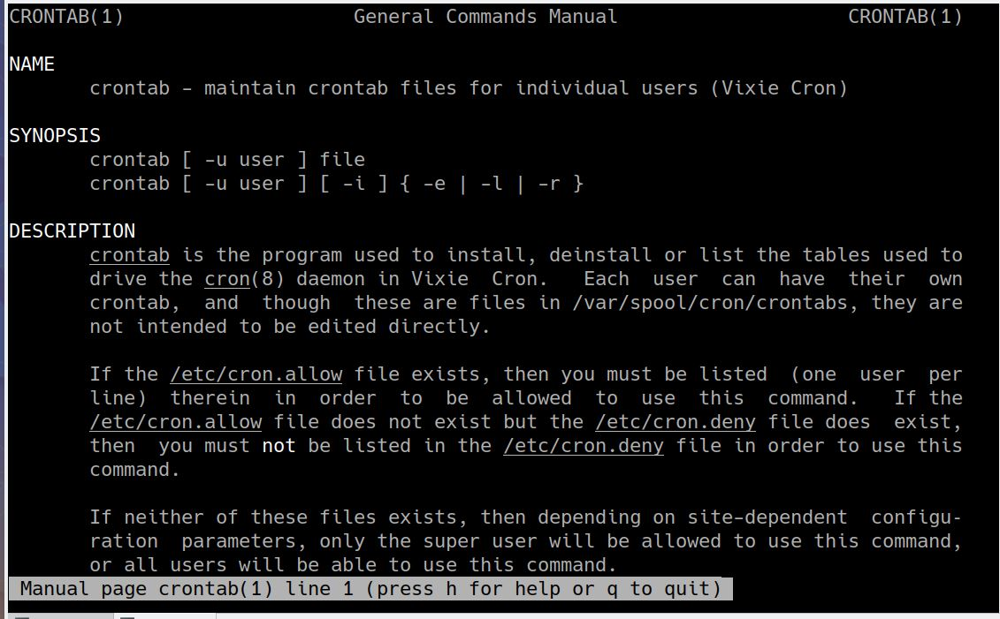 CRONTAB(1)                    General Commands Manual                    CRONTAB(1)
NAME
       crontab - maintain crontab files for individual users (Vixie Cron)
SYNOPSIS
       crontab [ -u user ] file
       crontab [ -u user ] [ -i ] { -e | -l | -r }
DESCRIPTION
       crontab is the program used to install, deinstall or list the tables used to
       drive the cron(8) daemon in Vixie  Cron.   Each  user  can  have  their  own
       crontab,  and  though  these are files in /var/spool/cron/crontabs, they are
       not intended to be edited directly.
       If the /etc/cron.allow file exists, then you must be listed  (one  user  per
       line)  therein  in  order  to  be  allowed  to  use  this  command.   If the
       /etc/cron.allow file does not exist but the /etc/cron.deny file does  exist,
       then  you must not be listed in the /etc/cron.deny file in order to use this
       command.
       If neither of these files exists, then depending on site-dependent  configu-
       ration  parameters, only the super user will be allowed to use this command,
       or all users will be able to use this command.
 Manual page crontab(1) line 1 (press h for help or q to quit)